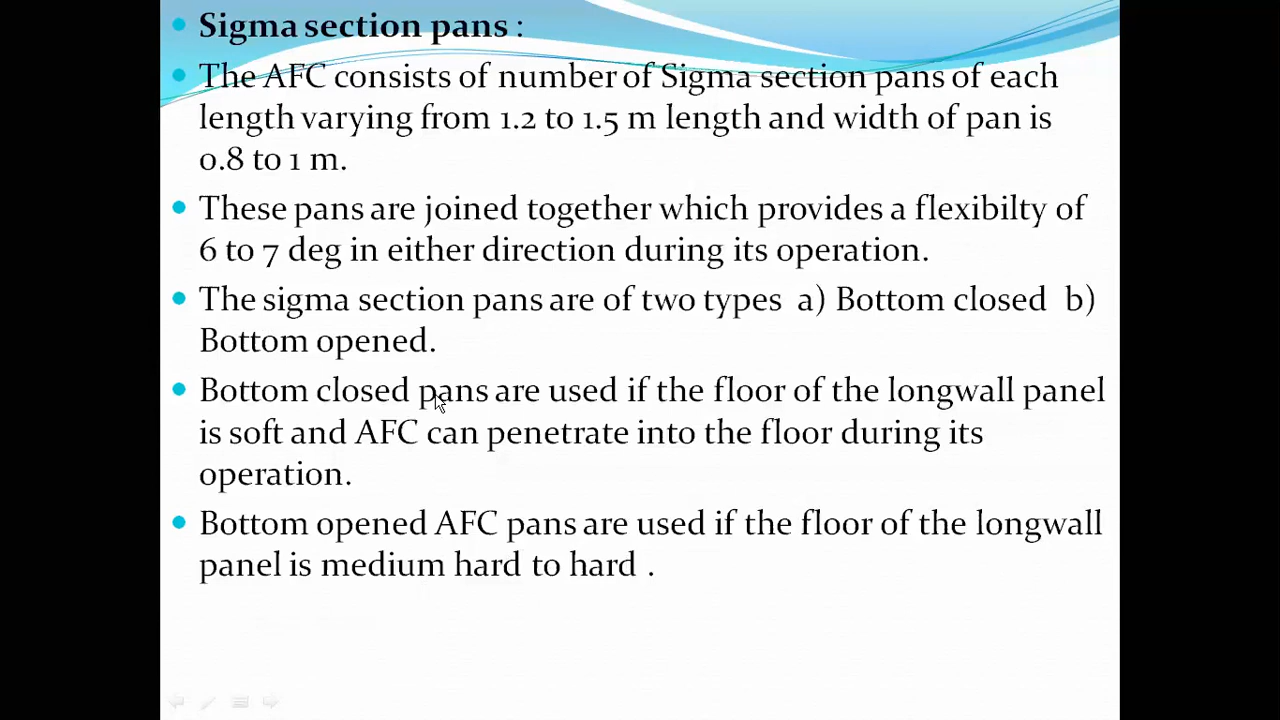 Sigma section pans :
The AFC consists of number of Sigma section pans of each
length varying from 1.2 to 1.5 m length and width of pan is
0.8 to 1 m.
These pans are joined together which provides a flexibilty of
6 to 7 deg in either direction during its operation.
The sigma section pans are of two types a) Bottom closed b)
Bottom opened.
Bottom closed pans are used if the floor of the longwall panel
is soft and AFC can penetrate into the floor during its
operation.
Bottom opened AFC pans are used if the floor of the longwall
panel is medium hard to hard .